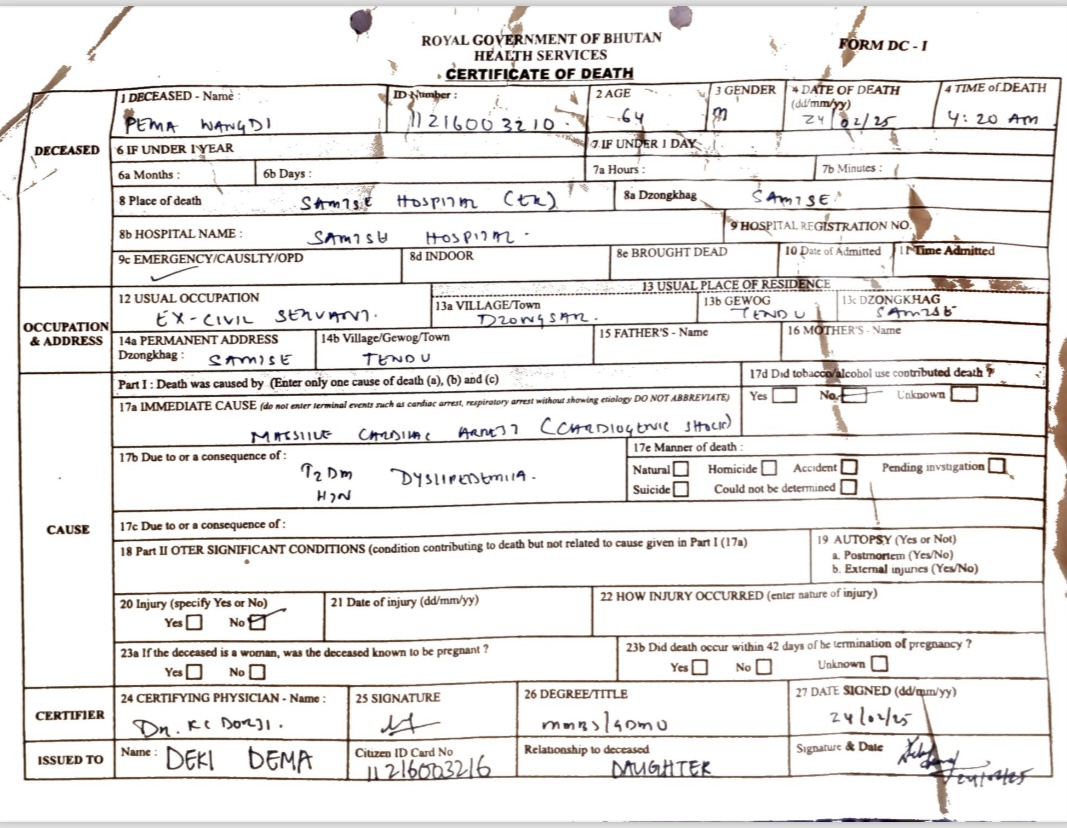 ROYAL GOVERNMENT OF BHUTAN
HEALTH SERVICES
CERTIFICATE OF DEATH
FORM DC - 1
DECEASED
1 DECEASED - Name :
PEMA WANGDI
ID Number :
11216003210.
2 AGE
64
3 GENDER
M
4 DATE OF DEATH
(dd/mm/yy)
24/02/25
4 TIME of.DEATH
4:20 AM
6 IF UNDER 1 YEAR
7 IF UNDER 1 DAY
6a Months :
6b Days :
7a Hours :
7b Minutes :
8 Place of death
SAMTSE HOSPITAL (ER)
8a Dzongkhag
SAMTSE
8b HOSPITAL NAME :
SAMTSE HOSPITAL.
9 HOSPITAL REGISTRATION NO.
9c EMERGENCY/CAUSLTY/OPD
8d INDOOR
8e BROUGHT DEAD
10 Date of Admitted
11 Time Admitted
OCCUPATION
& ADDRESS
12 USUAL OCCUPATION
EX-CIVIL SERVANT.
13 USUAL PLACE OF RESIDENCE
13a VILLAGE/Town
DZONGSAR.
13b GEWOG
TENDU
13c DZONGKHAG
SAMTSE
14a PERMANENT ADDRESS
Dzongkhag : SAMTSE
14b Village/Gewog/Town
TENDU
15 FATHER'S - Name
16 MOTHER'S - Name
CAUSE
Part I : Death was caused by (Enter only one cause of death (a), (b) and (c)
17d Did tobacco/alcohol use contributed death ?
Yes No Unknown
17a IMMEDIATE CAUSE (do not enter terminal events such as cardiac arrest, respiratory arrest without showing etiology DO NOT ABBREVIATE)
MASSIVE CARDIAC ARREST (CARDIOGENIC SHOCK)
17b Due to or a consequence of :
T2DM DYSLIPEDEMIA.
HTN
17e Manner of death :
Natural Homicide Accident Pending invstigation
Suicide Could not be determined
17c Due to or a consequence of :
18 Part II OTER SIGNIFICANT CONDITIONS (condition contributing to death but not related to cause given in Part I (17a)
19 AUTOPSY (Yes or Not)
a. Postmortem (Yes/No)
b. External injuries (Yes/No)
20 Injury (specify Yes or No)
Yes No
21 Date of injury (dd/mm/yy)
22 HOW INJURY OCCURRED (enter nature of injury)
23a If the deceased is a woman, was the deceased known to be pregnant ?
Yes No
23b Did death occur within 42 days of he termination of pregnancy ?
Yes No Unknown
CERTIFIER
24 CERTIFYING PHYSICIAN - Name :
Dr. KC DORJI.
25 SIGNATURE
26 DEGREE/TITLE
MMBS/GDMO
27 DATE SIGNED (dd/mm/yy)
24/02/25
ISSUED TO
Name : DEKI DEMA
Citizen ID Card No
11216003216
Relationship to deceased
DAUGHTER
Signature & Date
24/02/25